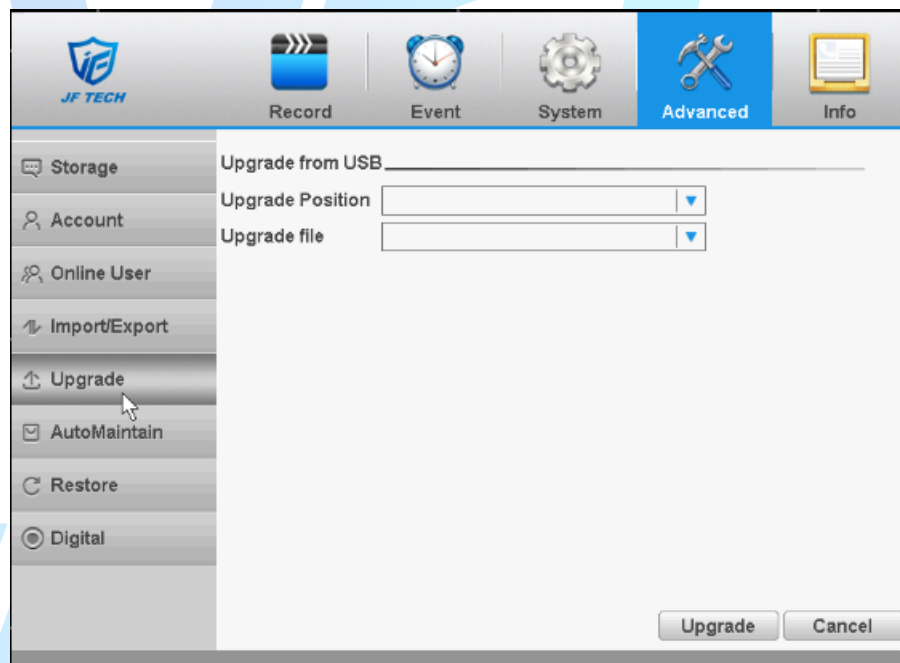 JF TECH
Record
Event
System
Advanced
Info
Storage
Account
Online User
Import/Export
Upgrade
AutoMaintain
Restore
Digital
Upgrade from USB
Upgrade Position
Upgrade file
Upgrade
Cancel